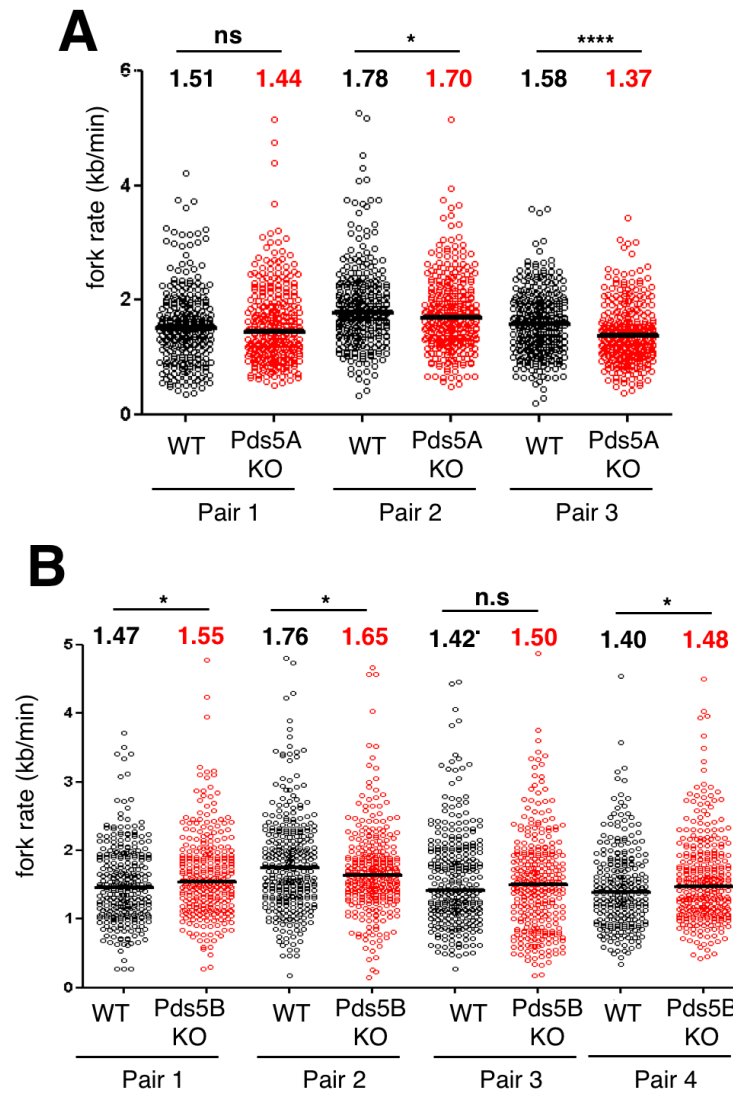 A
ns * ****
6 1.51 1.44 1.78 1.70 1.58 1.37
4
2
0
fork rate (kb/min)
WT Pds5A KO WT Pds5A KO WT Pds5A KO
Pair 1 Pair 2 Pair 3
B
* * n.s *
1.47 1.55 1.76 1.65 1.42 1.50 1.40 1.48
5
4
3
2
1
0
fork rate (kb/min)
WT Pds5B KO WT Pds5B KO WT Pds5B KO WT Pds5B KO
Pair 1 Pair 2 Pair 3 Pair 4